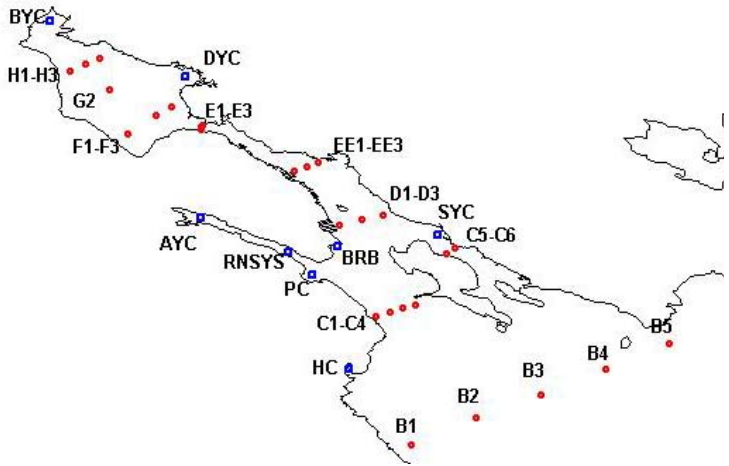 BYC
DYC
H1-H3
G2
E1-E3
F1-F3
EE1-EE3
D1-D3
SYC
AYC
C5-C6
RNSYS
BRB
PC
C1-C4
B5
HC
B4
B3
B2
B1